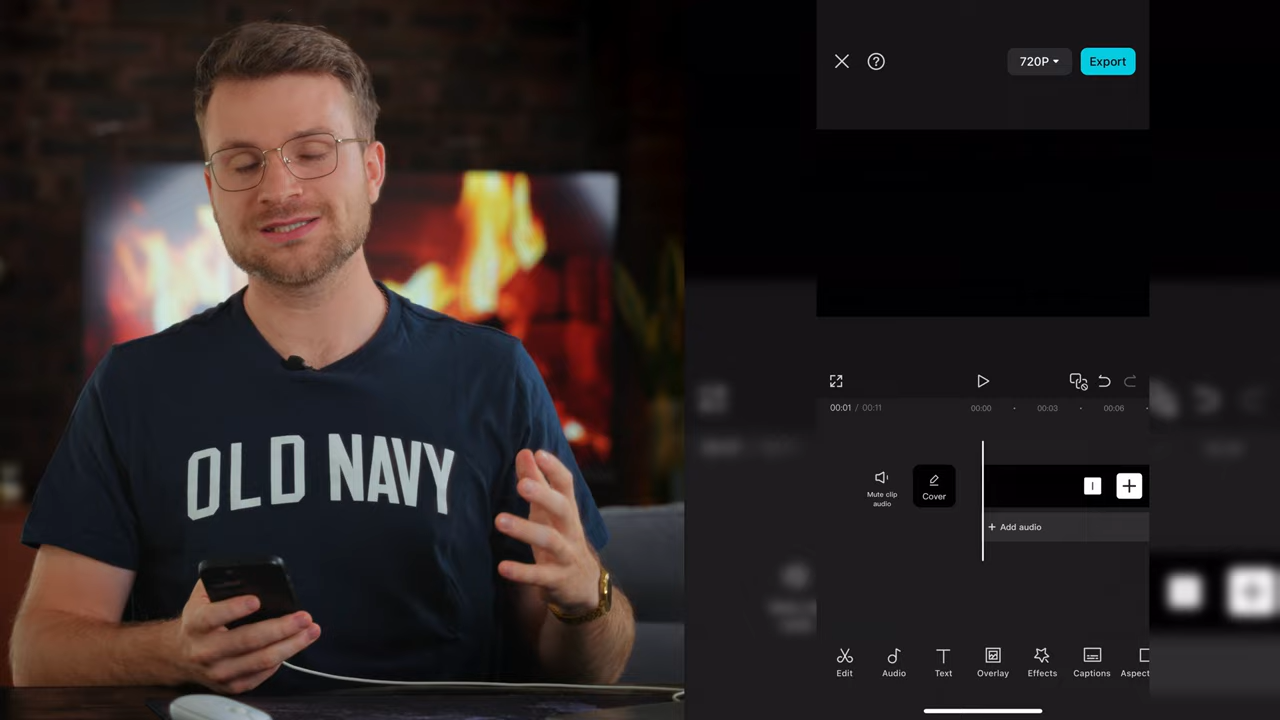 OLD NAVY
720P
Export
00:01 / 00:11
00:00
00:03
00:06
Mute clip
audio
Cover
+ Add audio
Edit
Audio
Text
Overlay
Effects
Captions
Aspect